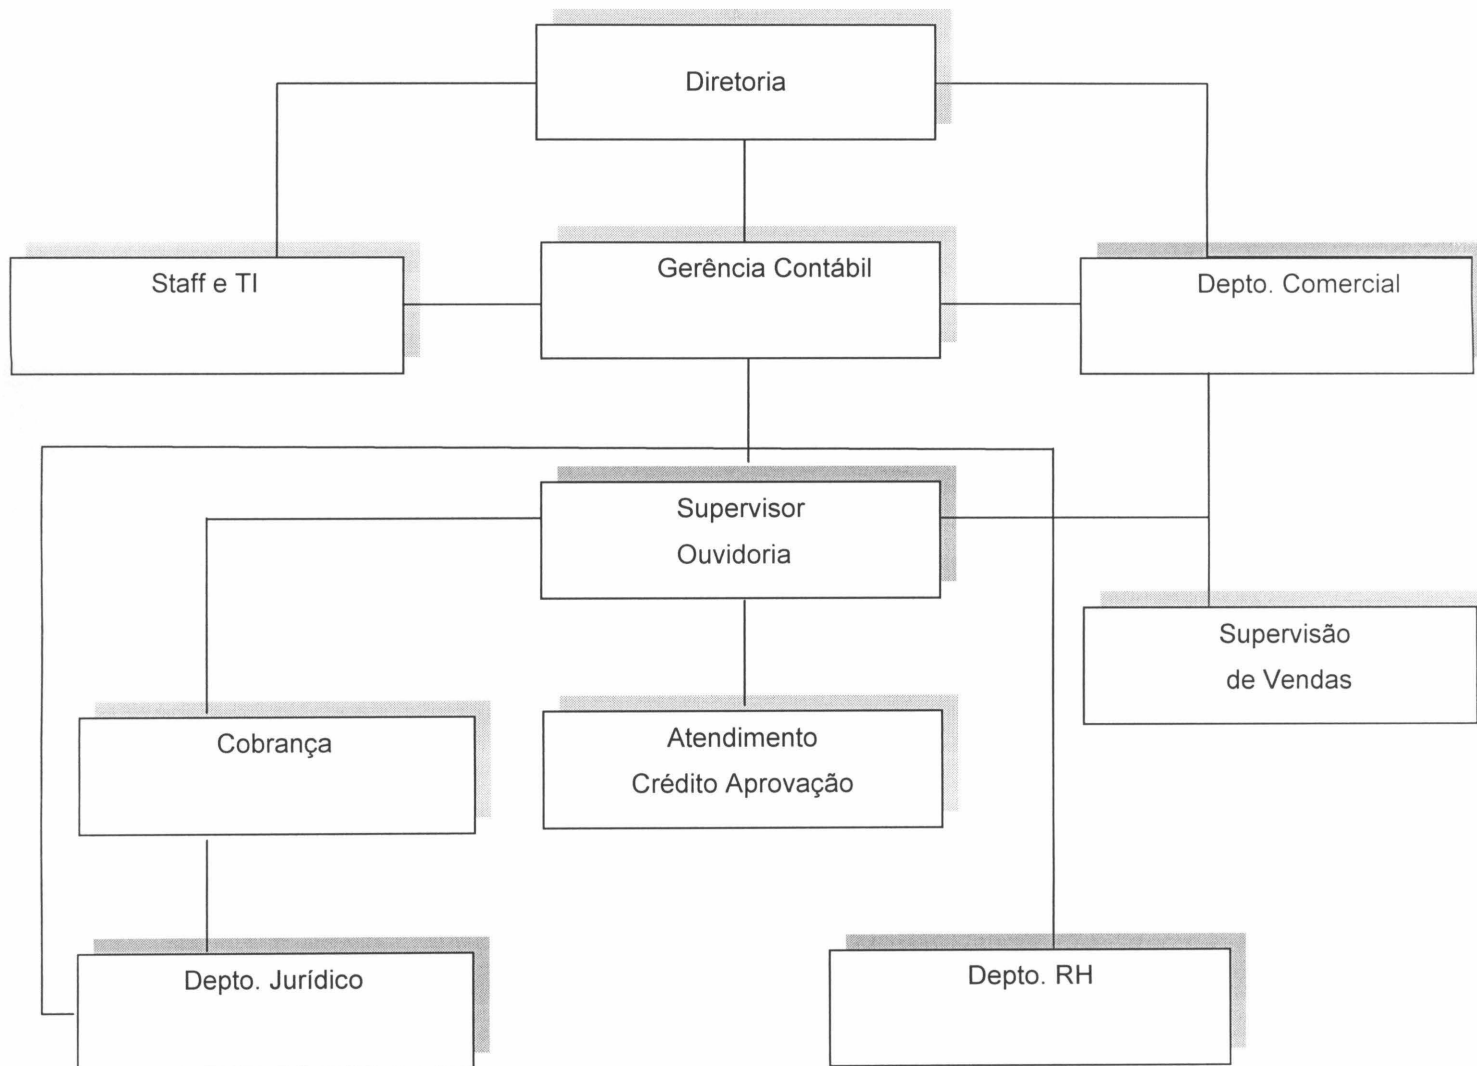 Diretoria
Staff e TI
Gerência Contábil
Depto. Comercial
Supervisor
Ouvidoria
Supervisão
de Vendas
Cobrança
Atendimento
Crédito Aprovação
Depto. Jurídico
Depto. RH